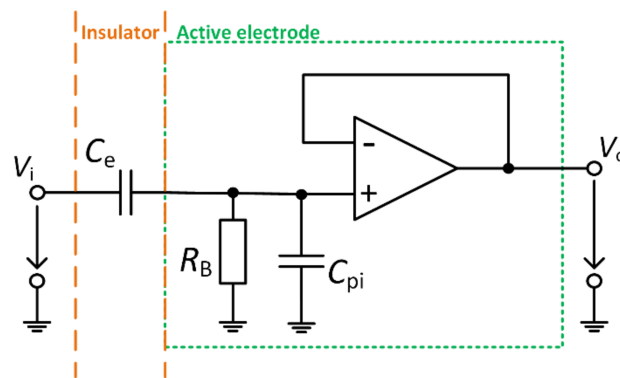 Insulator Active electrode
Vi
Ce
RB
Cpi
-
+